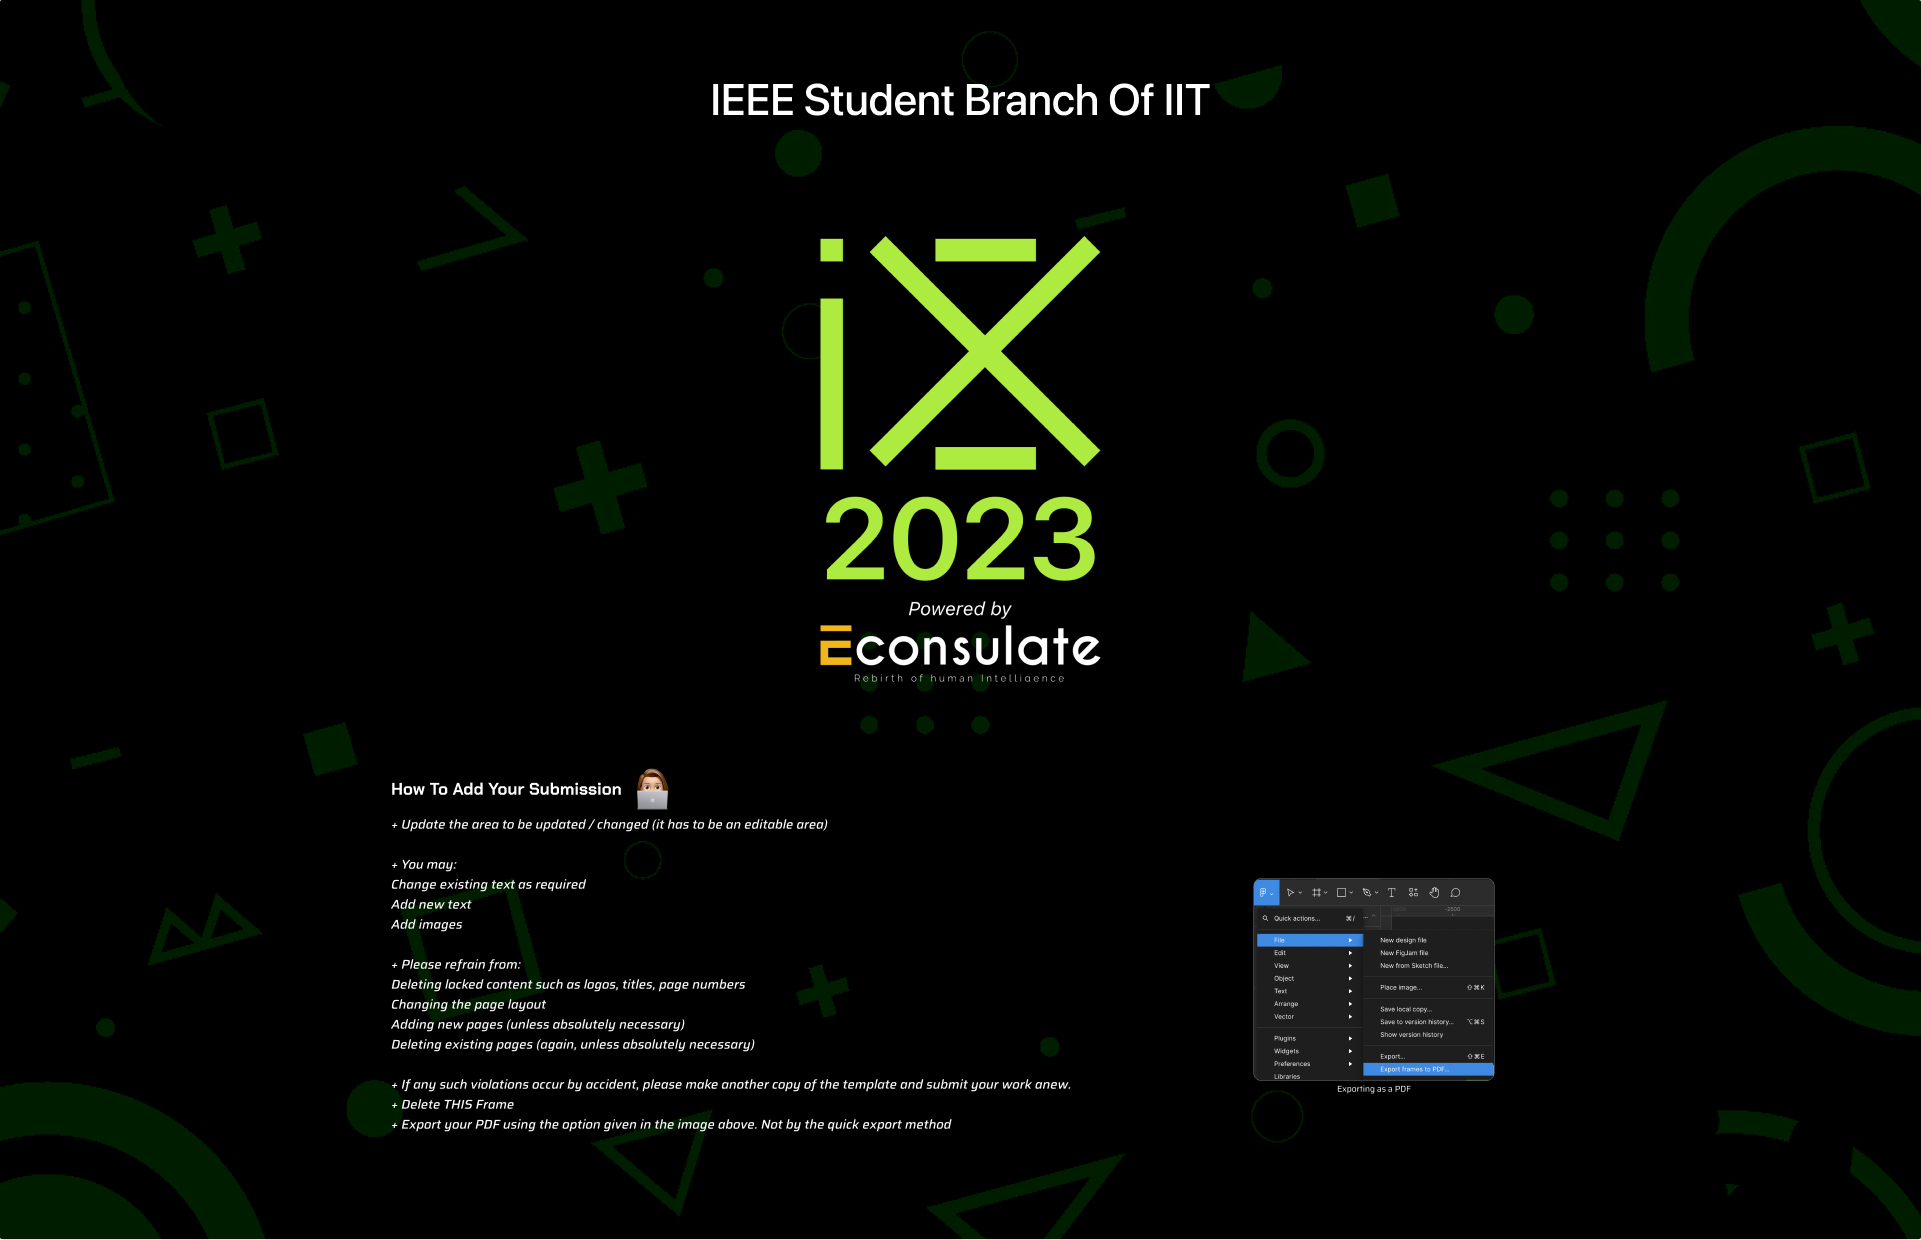 IEEE Student Branch Of IIT
iX
2023
Powered by
Econsulate
Rebirth of human Intelligence
How To Add Your Submission
+ Update the area to be updated / changed (it has to be an editable area)
+ You may:
Change existing text as required
Add new text
Add images
+ Please refrain from:
Deleting locked content such as logos, titles, page numbers
Changing the page layout
Adding new pages (unless absolutely necessary)
Deleting existing pages (again, unless absolutely necessary)
+ If any such violations occur by accident, please make another copy of the template and submit your work anew.
+ Delete THIS Frame
+ Export your PDF using the option given in the image above. Not by the quick export method
-2500
Quick actions... ⌘/
File
Edit
View
Object
Text
Arrange
Vector
Plugins
Widgets
Preferences
Libraries
New design file
New FigJam file
New from Sketch file...
Place image... ⇧⌘K
Save local copy...
Save to version history... ⌥⌘S
Show version history
Export... ⇧⌘E
Export frames to PDF...
Exporting as a PDF